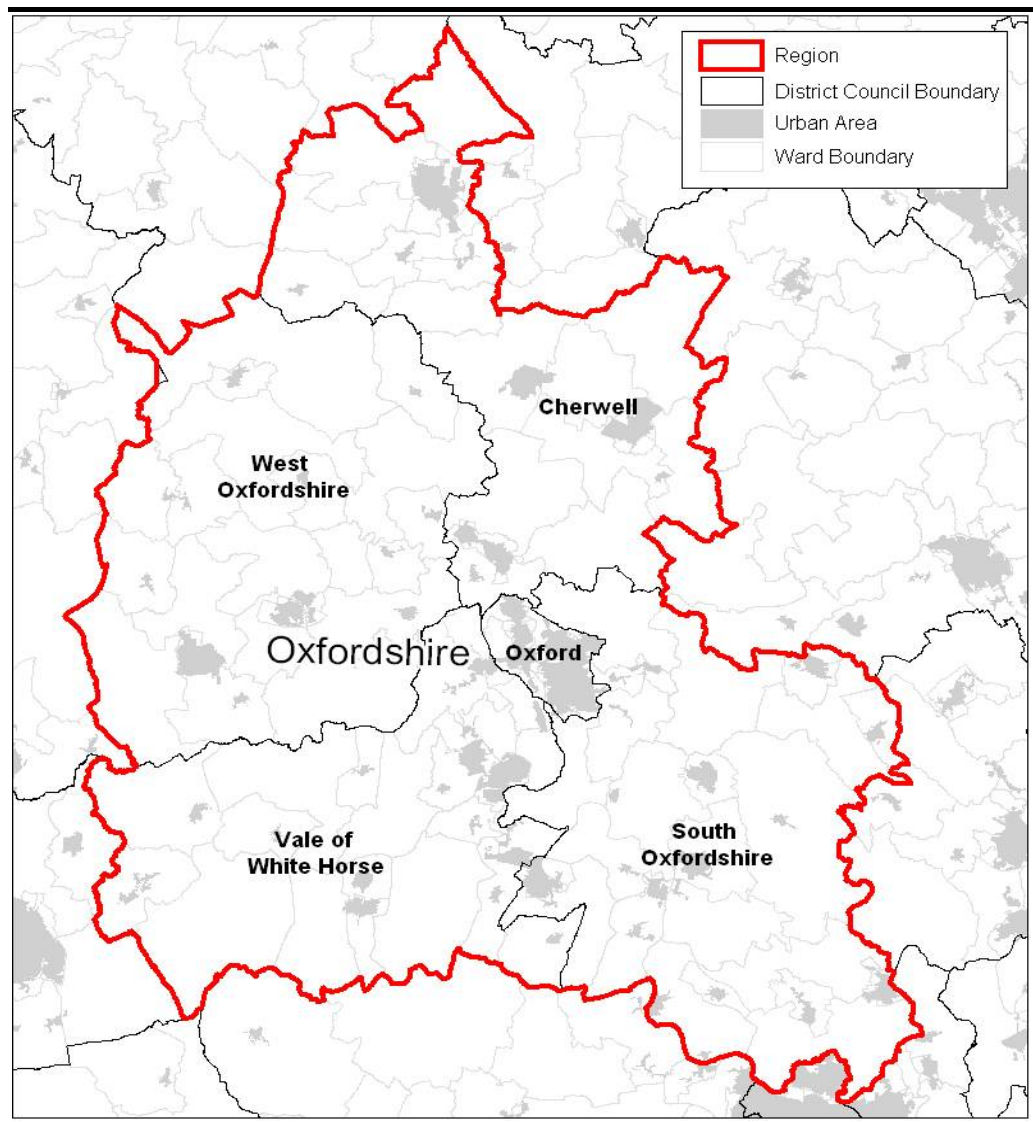 Region
District Council Boundary
Urban Area
Ward Boundary
Cherwell
West
Oxfordshire
Oxfordshire
Oxford
Vale of
White Horse
South
Oxfordshire